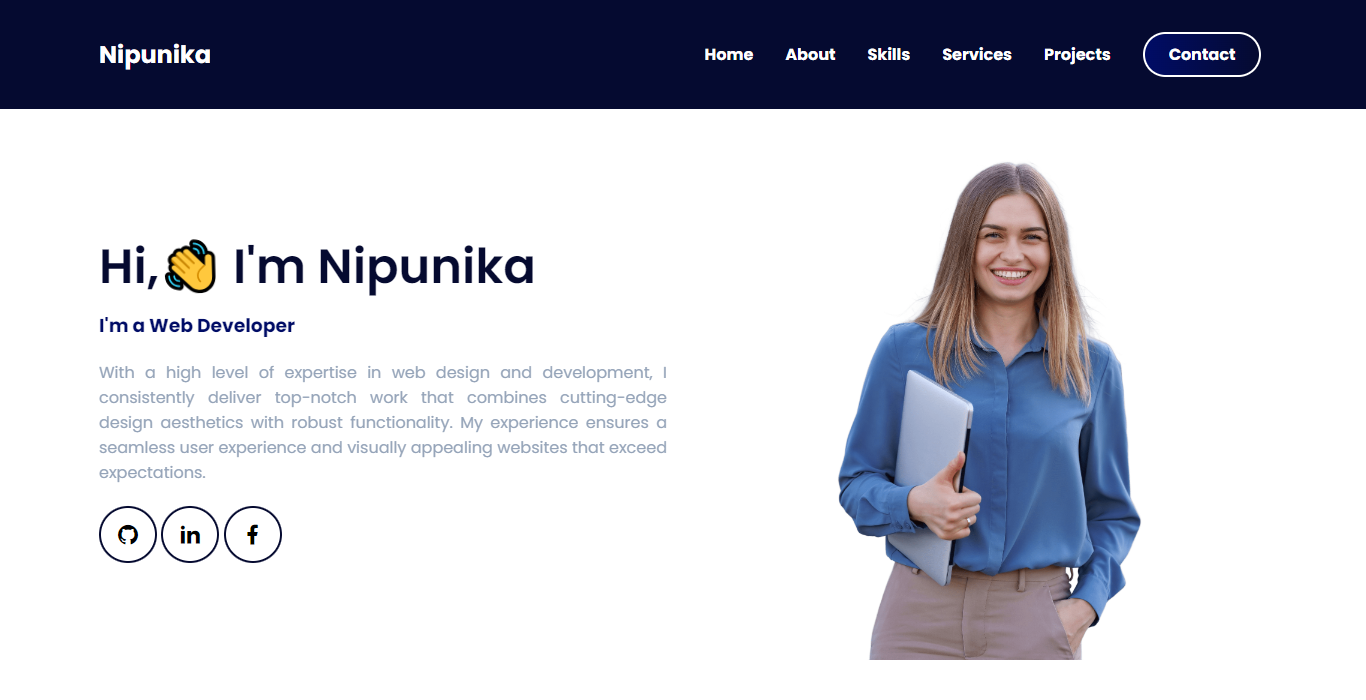 Nipunika
Home About Skills Services Projects Contact
Hi,👋 I'm Nipunika
I'm a Web Developer
With a high level of expertise in web design and development, I
consistently deliver top-notch work that combines cutting-edge
design aesthetics with robust functionality. My experience ensures a
seamless user experience and visually appealing websites that exceed
expectations.